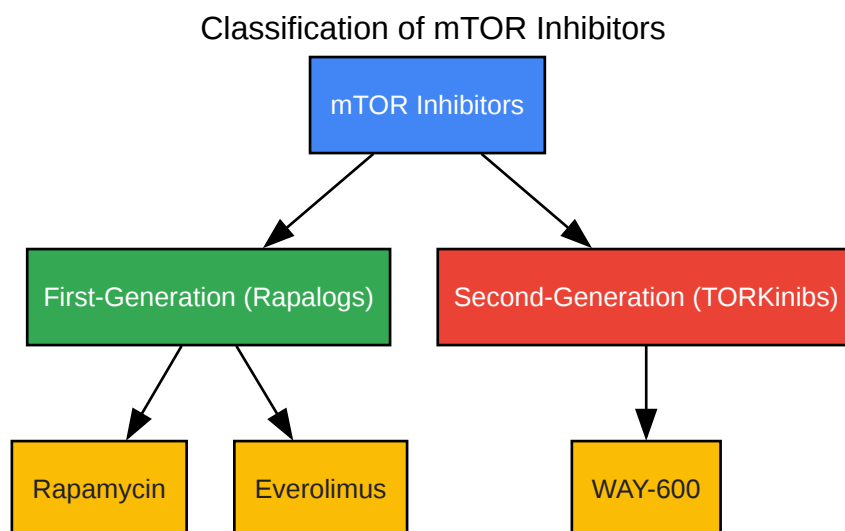 Classification of mTOR Inhibitors
mTOR Inhibitors
First-Generation (Rapalogs)
Second-Generation (TORKinibs)
Rapamycin
Everolimus
WAY-600